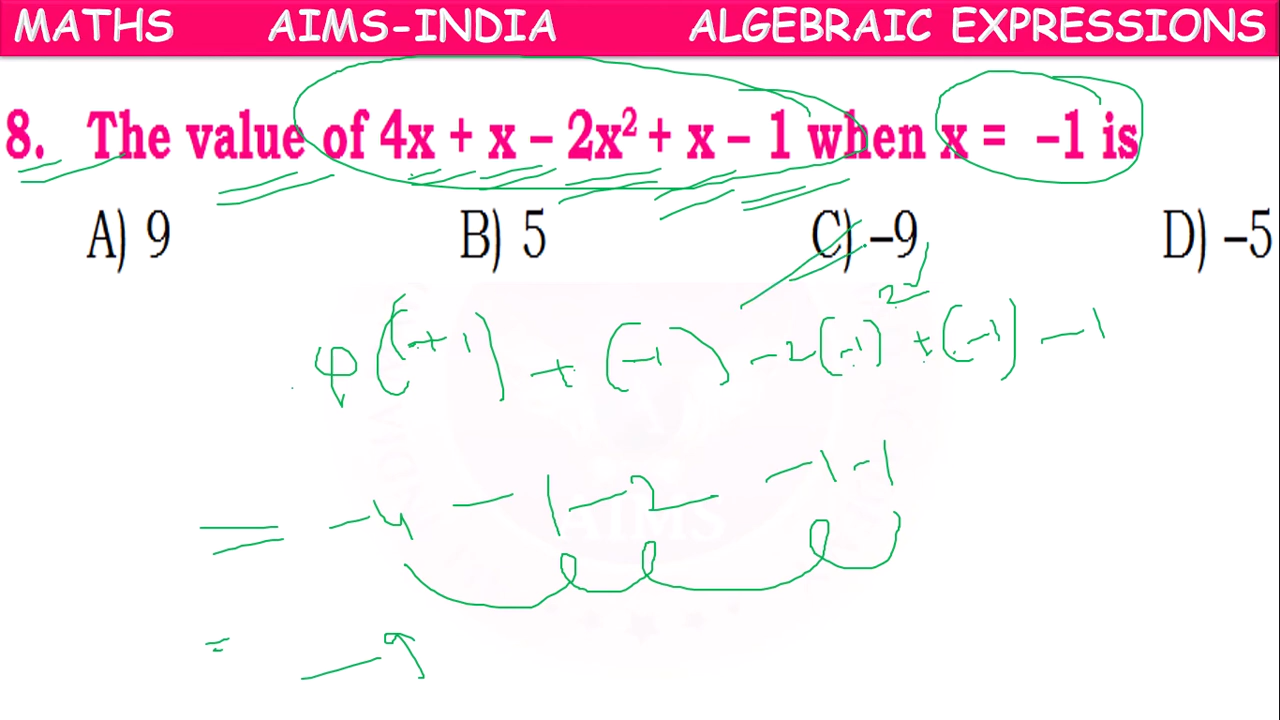 MATHS AIMS-INDIA ALGEBRAIC EXPRESSIONS
8. The value of 4x + x – 2x² + x – 1 when x = –1 is
A) 9 B) 5 C) –9 D) –5
4(-1) + (-1) -2(-1)² + (-1) -1
= -4 -1 -2 -1 -1
= -9
AIMS